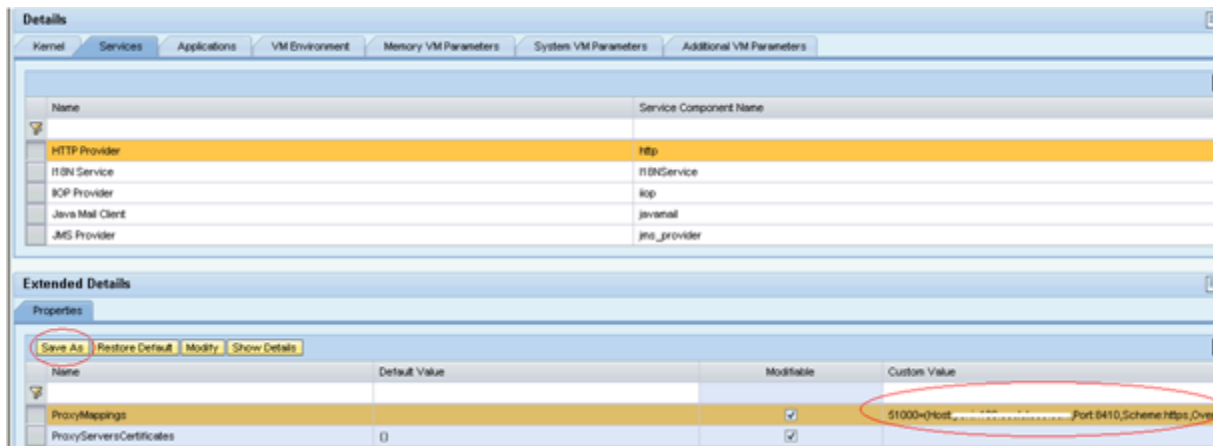 Details
Kernel Services Applications VM Environment Memory VM Parameters System VM Parameters Additional VM Parameters
Name Service Component Name
HTTP Provider http
I18N Service I18NService
IIOP Provider iiop
Java Mail Client javamail
JMS Provider jms_provider
Extended Details
Properties
Save As Restore Default Modify Show Details
Name Default Value Modifiable Custom Value
ProxyMappings 51000=(Host: ,Port:8410,Scheme:https,Over
ProxyServersCertificates {}